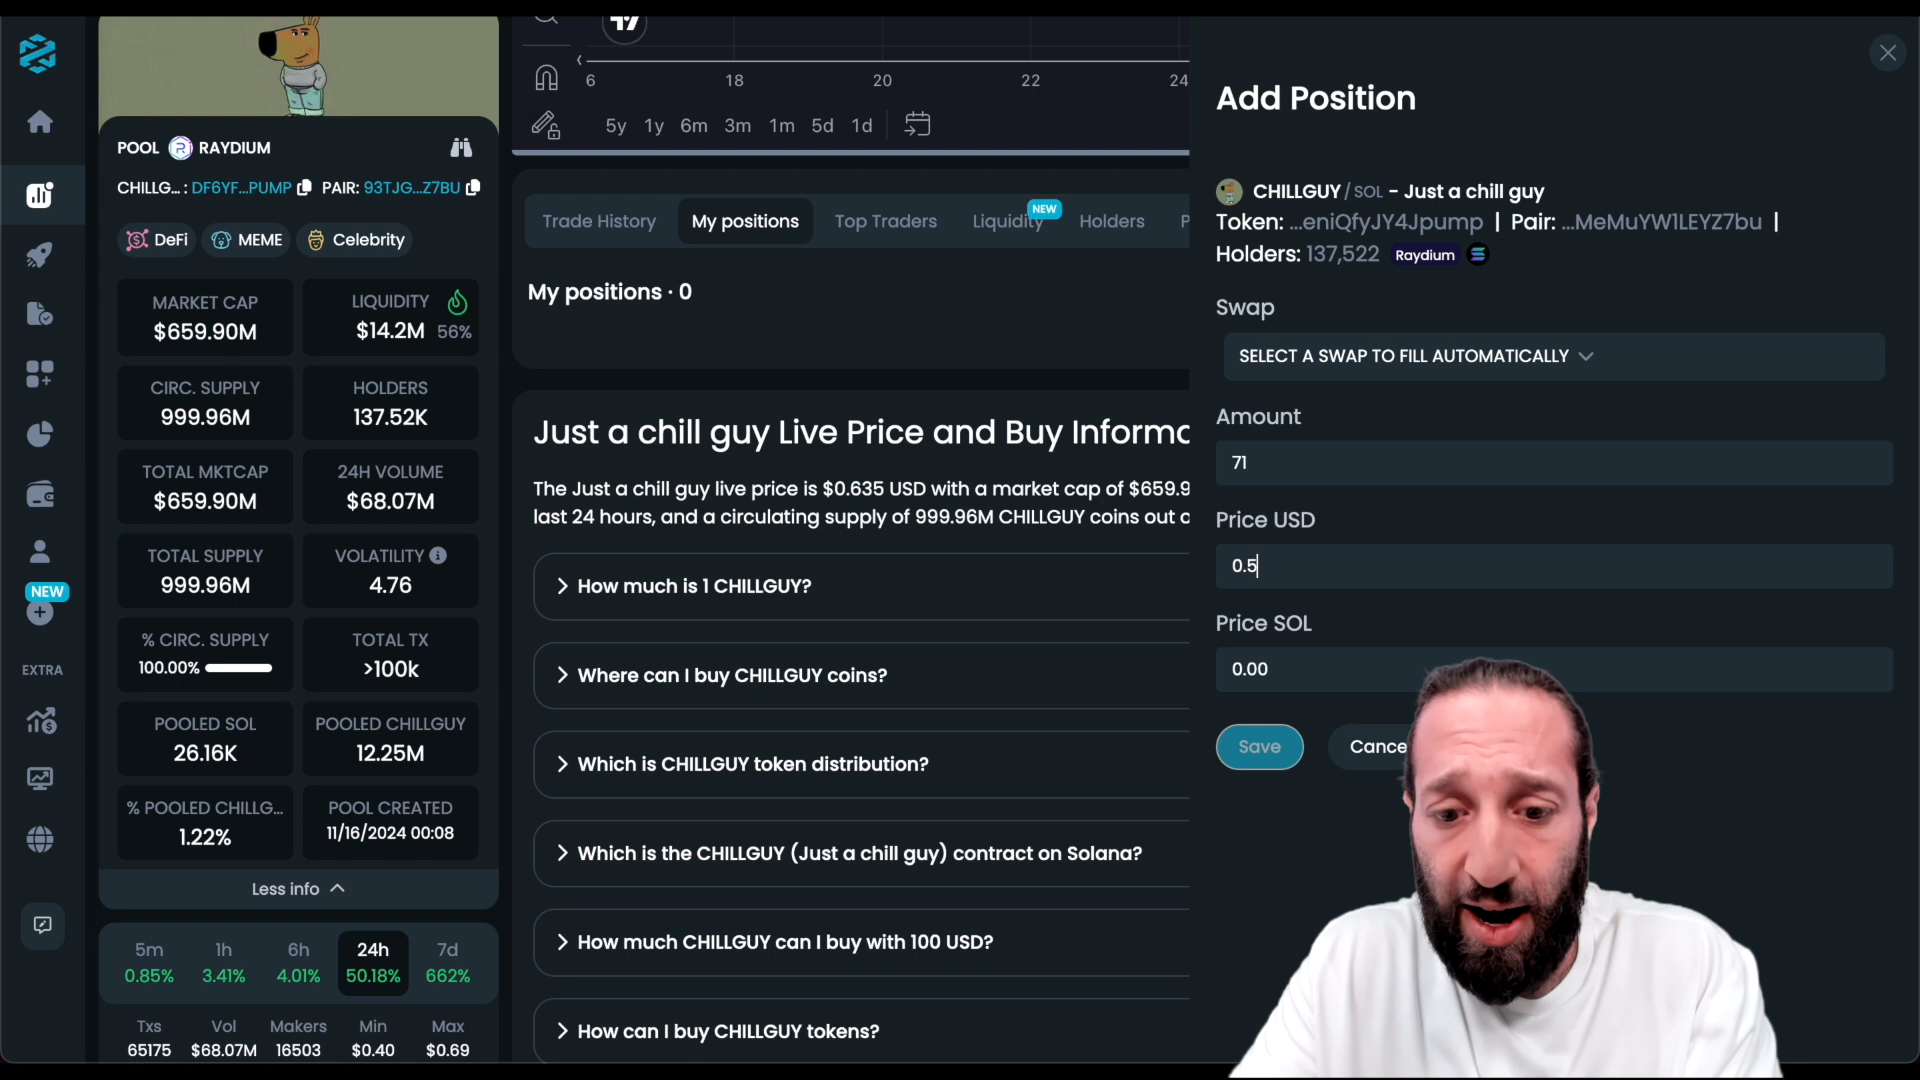 POOL RAYDIUM
CHILLG... : DF6YF...PUMP PAIR: 93TJG...Z7BU
DeFi MEME Celebrity
MARKET CAP
$659.90M
LIQUIDITY
$14.2M 56%
CIRC. SUPPLY
999.96M
HOLDERS
137.52K
TOTAL MKTCAP
$659.90M
24H VOLUME
$68.07M
TOTAL SUPPLY
999.96M
VOLATILITY
4.76
% CIRC. SUPPLY
100.00%
TOTAL TX
>100k
POOLED SOL
26.16K
POOLED CHILLGUY
12.25M
% POOLED CHILLG...
1.22%
POOL CREATED
11/16/2024 00:08
Less info
5m 1h 6h 24h 7d
0.85% 3.41% 4.01% 50.18% 662%
Txs Vol Makers Min Max
65175 $68.07M 16503 $0.40 $0.69
NEW
EXTRA
6 18 20 22 24
5y 1y 6m 3m 1m 5d 1d
Trade History My positions Top Traders Liquidity NEW Holders P
My positions · 0
Just a chill guy Live Price and Buy Informa
The Just a chill guy live price is $0.635 USD with a market cap of $659.9
last 24 hours, and a circulating supply of 999.96M CHILLGUY coins out o
How much is 1 CHILLGUY?
Where can I buy CHILLGUY coins?
Which is CHILLGUY token distribution?
Which is the CHILLGUY (Just a chill guy) contract on Solana?
How much CHILLGUY can I buy with 100 USD?
How can I buy CHILLGUY tokens?
Add Position
CHILLGUY / SOL - Just a chill guy
Token: ...eniQfyJY4Jpump | Pair: ...MeMuYW1LEYZ7bu |
Holders: 137,522 Raydium
Swap
SELECT A SWAP TO FILL AUTOMATICALLY
Amount
71
Price USD
0.5
Price SOL
0.00
Save Cance